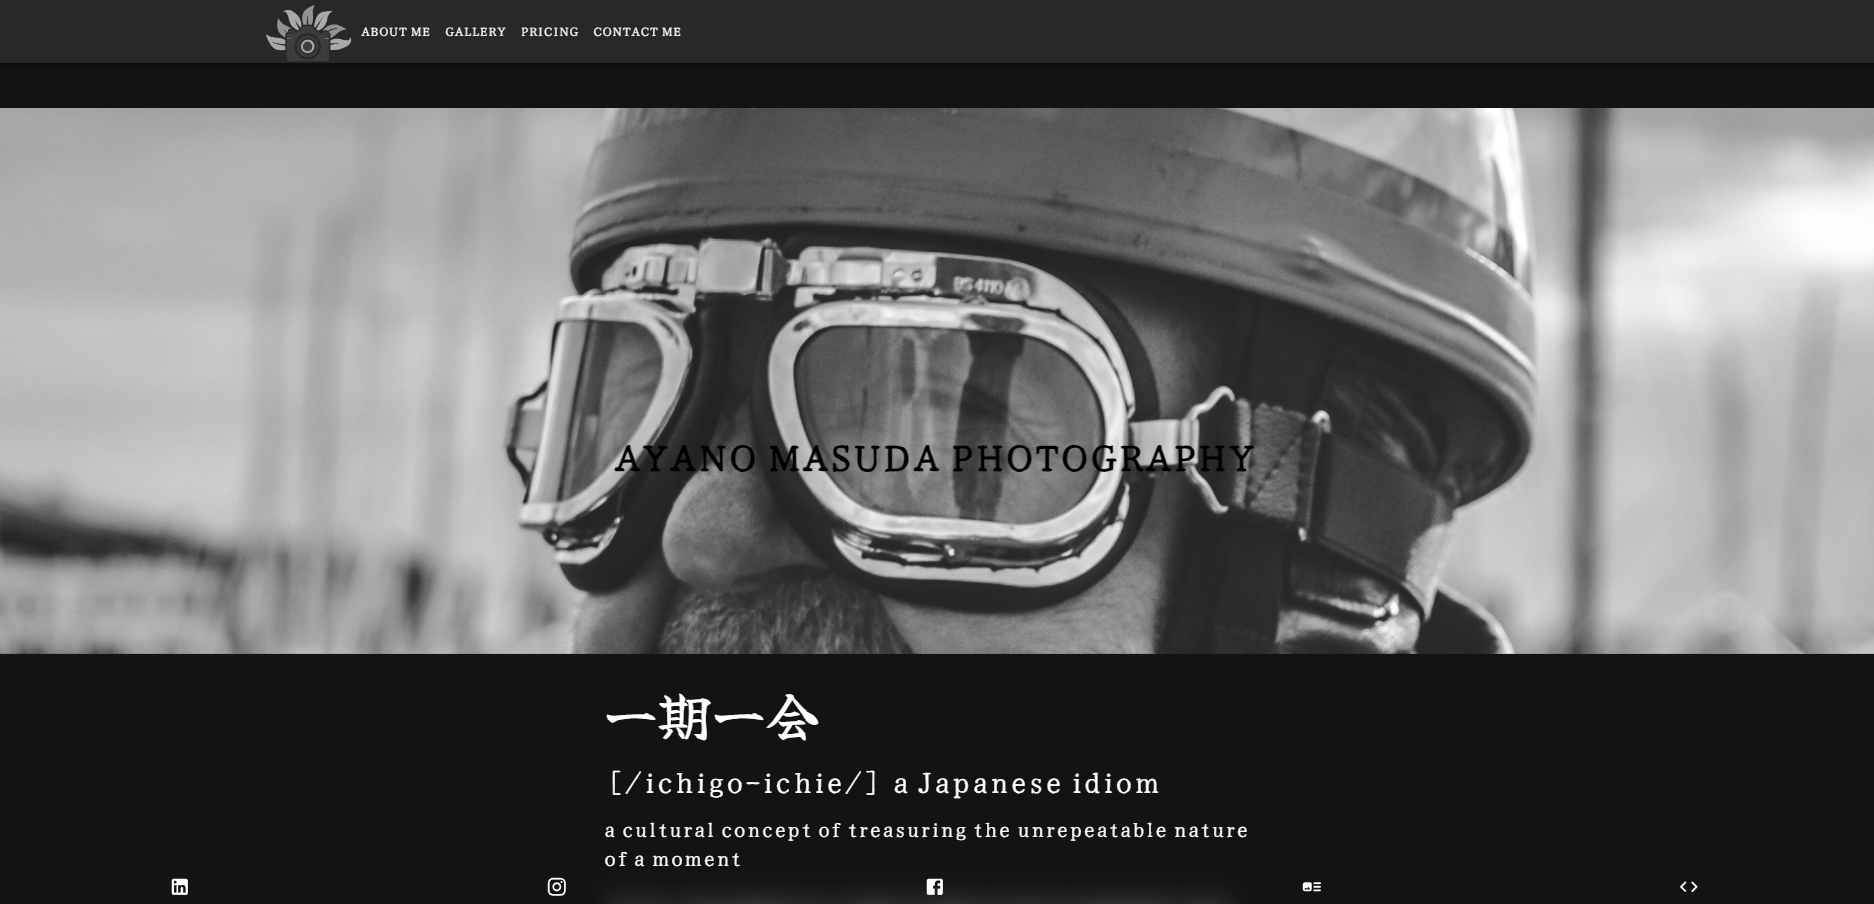 ABOUT ME GALLERY PRICING CONTACT ME
AYANO MASUDA PHOTOGRAPHY
一期一会
[/ichigo-ichie/] a Japanese idiom
a cultural concept of treasuring the unrepeatable nature
of a moment